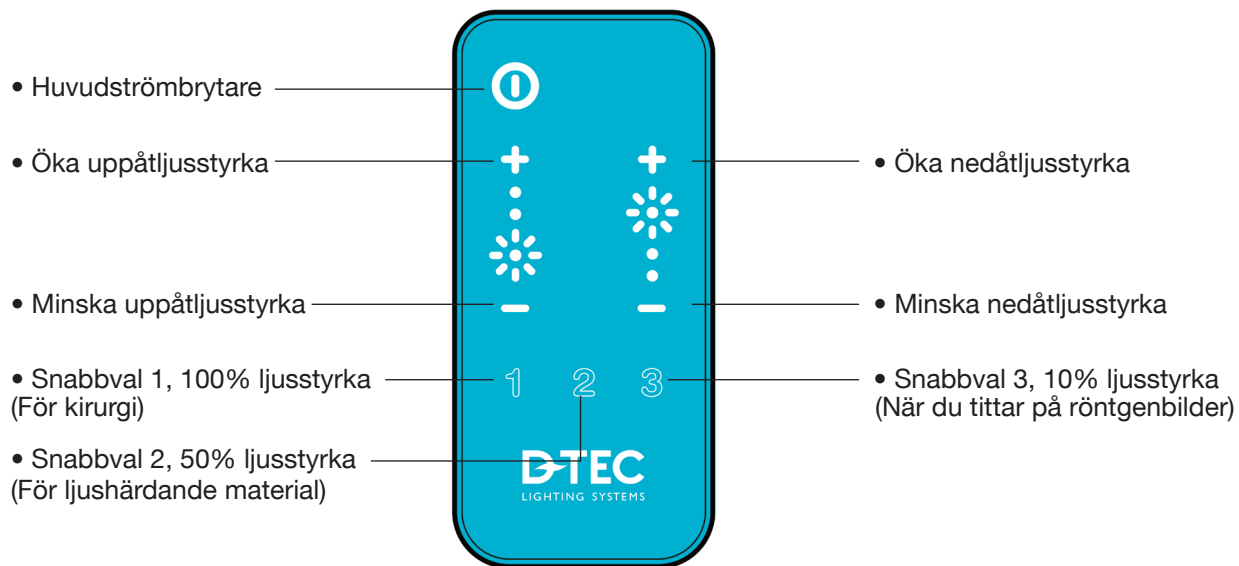 • Huvudströmbrytare
• Öka uppåtljusstyrka
• Öka nedåtljusstyrka
• Minska uppåtljusstyrka
• Minska nedåtljusstyrka
• Snabbval 1, 100% ljusstyrka
(För kirurgi)
1 2 3
• Snabbval 3, 10% ljusstyrka
(När du tittar på röntgenbilder)
• Snabbval 2, 50% ljusstyrka
(För ljushärdande material)
D-TEC
LIGHTING SYSTEMS